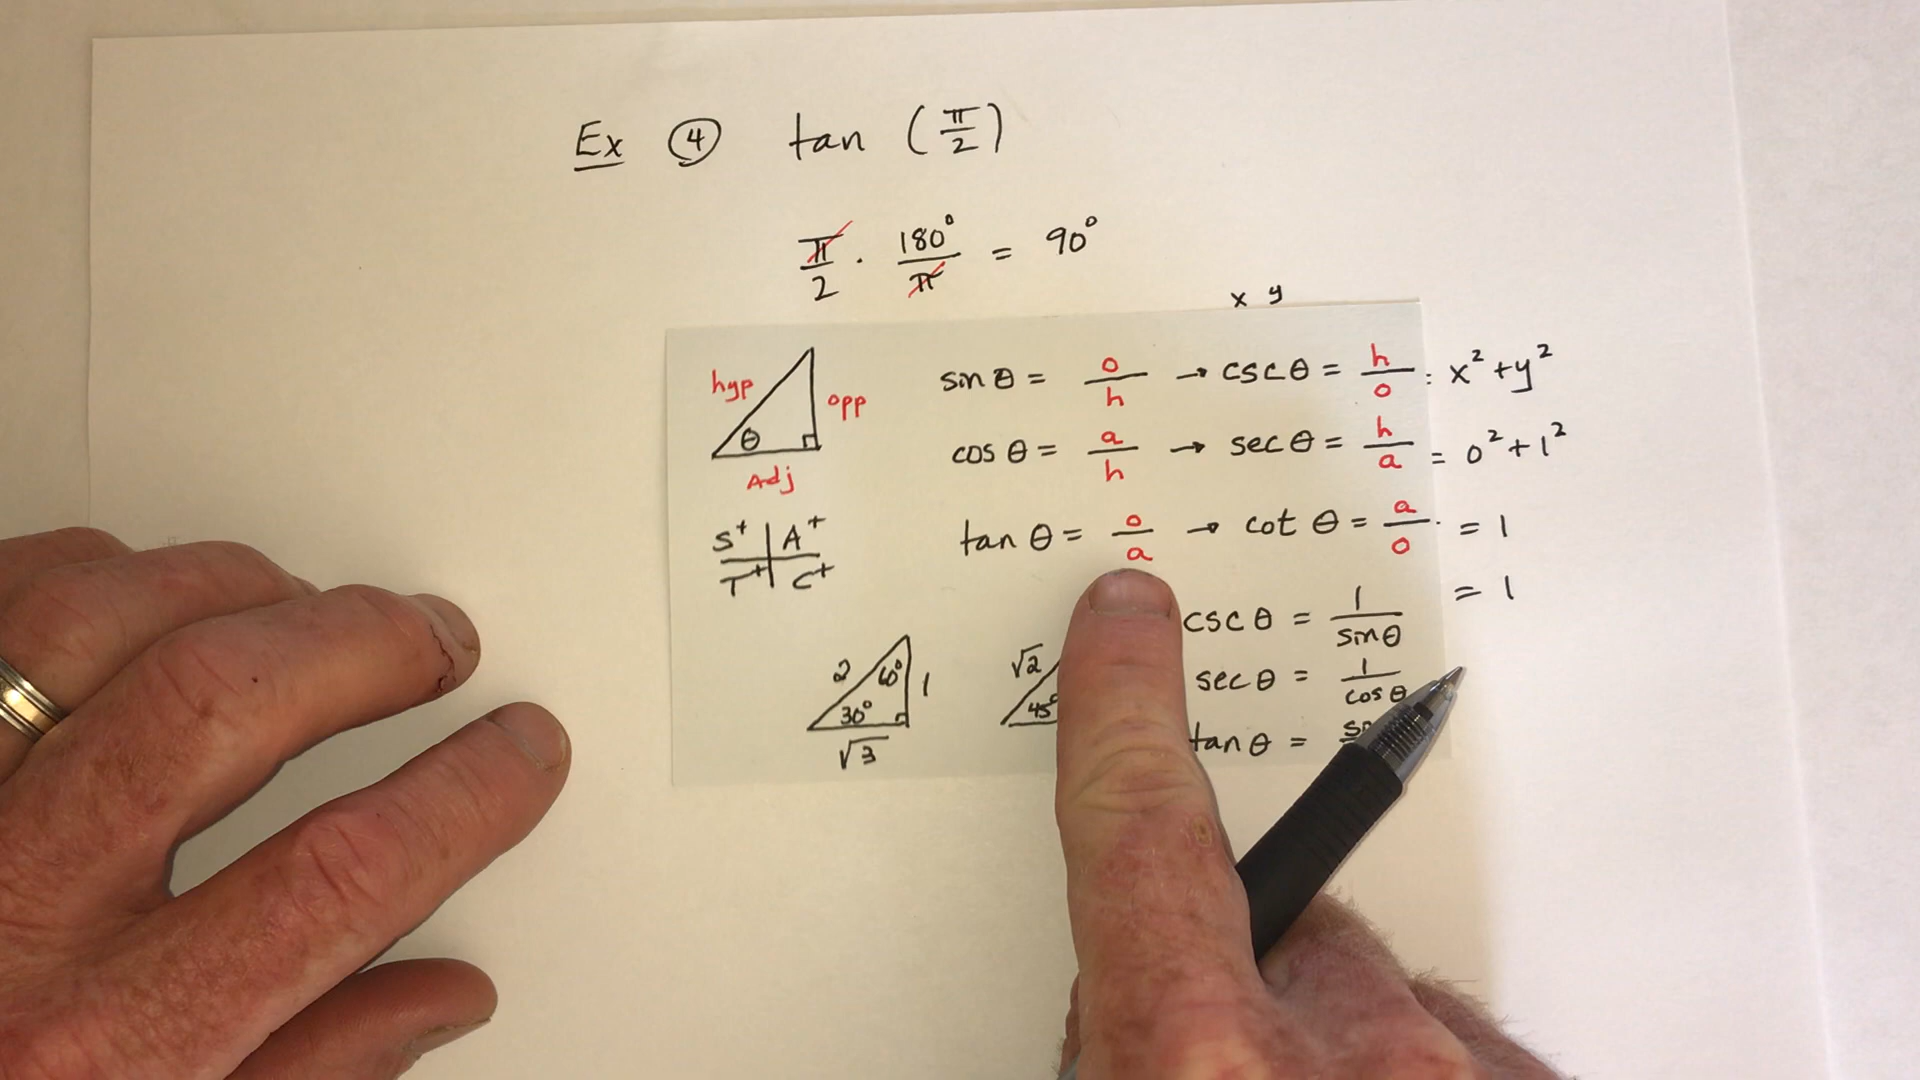 Ex ④ tan (π/2)
π/2 · 180°/π = 90°
x y
hyp
opp
θ
Adj
sin θ = o/h → csc θ = h/o : x² + y²
cos θ = a/h → sec θ = h/a = 0² + 1²
tan θ = o/a → cot θ = a/o . = 1
S⁺ A⁺
T⁺ C⁺
= 1
csc θ = 1/sin θ
sec θ = 1/cos θ
tan θ =
2 60° 1
30°
√3
√2
45°